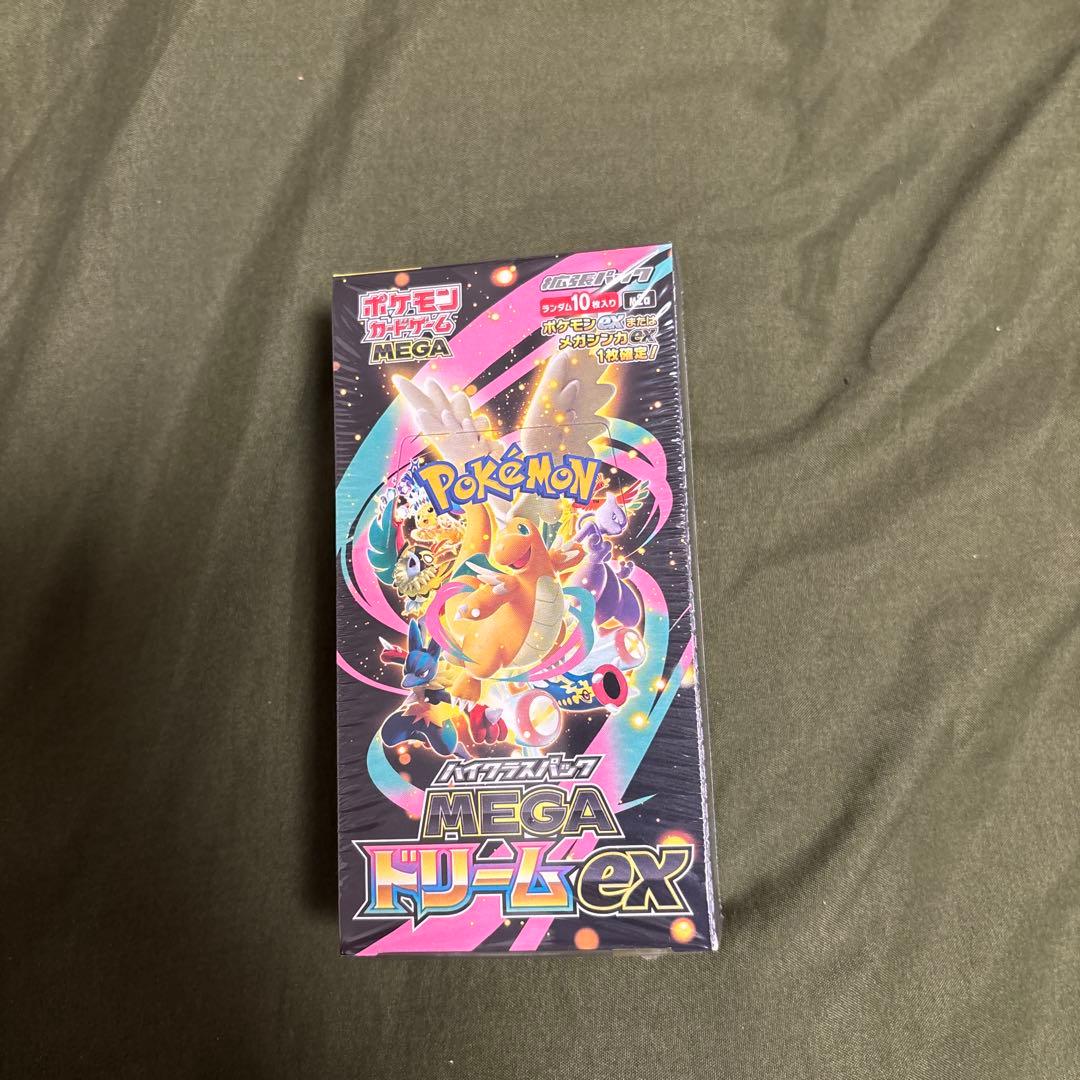 ポケモン
カードゲーム
MEGA
拡張パック
ランダム10枚入り M2a
ポケモンexまたは
メガシンカex
1枚確定!
POKéMON
ハイクラスパック
MEGA
ドリームex